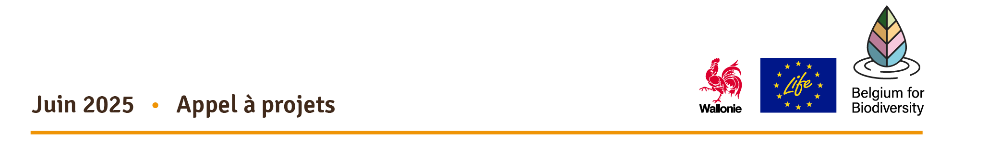 Juin 2025 • Appel à projets
Wallonie
Life
Belgium for
Biodiversity